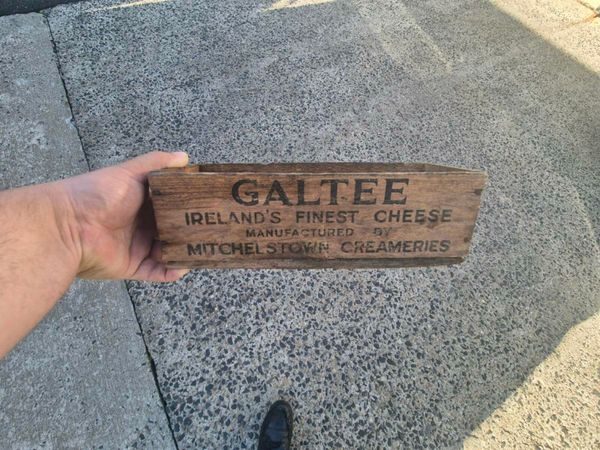 GALTEE
IRELAND'S FINEST CHEESE
MANUFACTURED BY
MITCHELSTOWN CREAMERIES